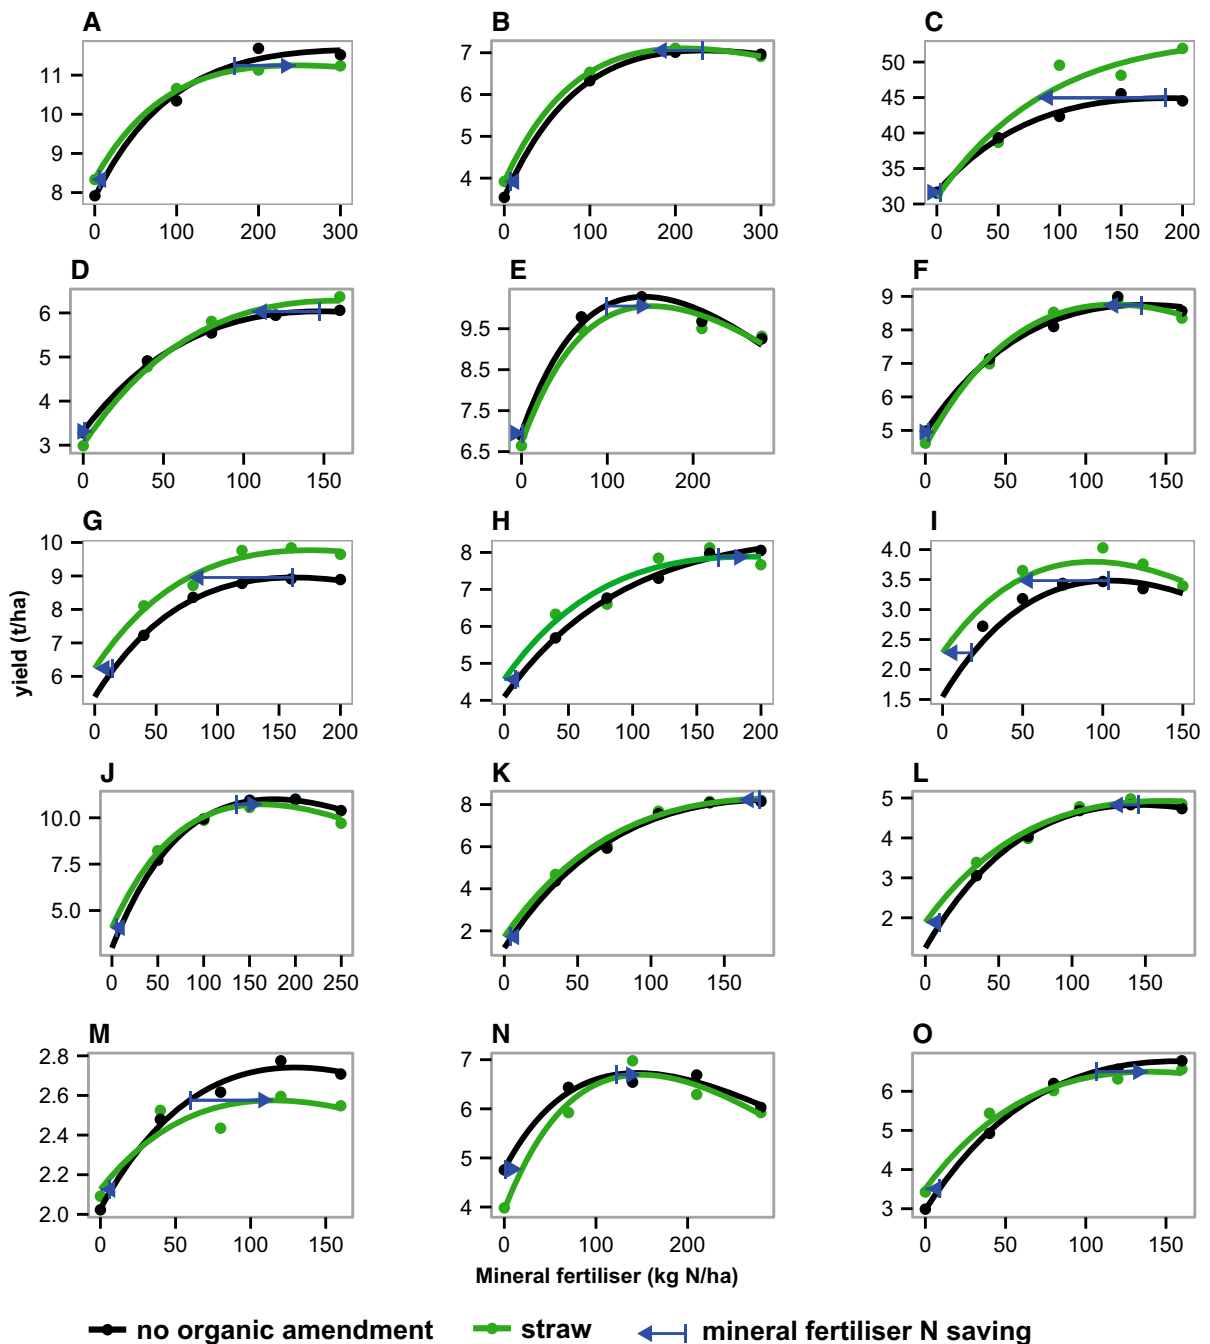 A B C
11 50
10 45
9 40
8 35
30
7
6
5
4
0 100 200 300
0 100 200 300
0 50 100 150 200
D E F
6
5
4
3
9.5
8.5
7.5
6.5
9
8
7
6
5
0 50 100 150
0 200
0 50 100 150
G H I
10
9
8
7
6
8
7
6
5
4
4.0
3.5
3.0
2.5
2.0
1.5
0 50 100 150 200
0 50 100 150 200
0 50 100 150
yield (t/ha)
J K L
10.0
7.5
5.0
8
6
4
2
5
4
3
2
0 50 100 150 200 250
0 50 100 150
0 50 100 150
M N O
2.8
2.6
2.4
2.2
2.0
7
6
5
4
6
5
4
3
0 50 100 150
0 100 200
0 50 100 150
Mineral fertiliser (kg N/ha)
no organic amendment straw mineral fertiliser N saving